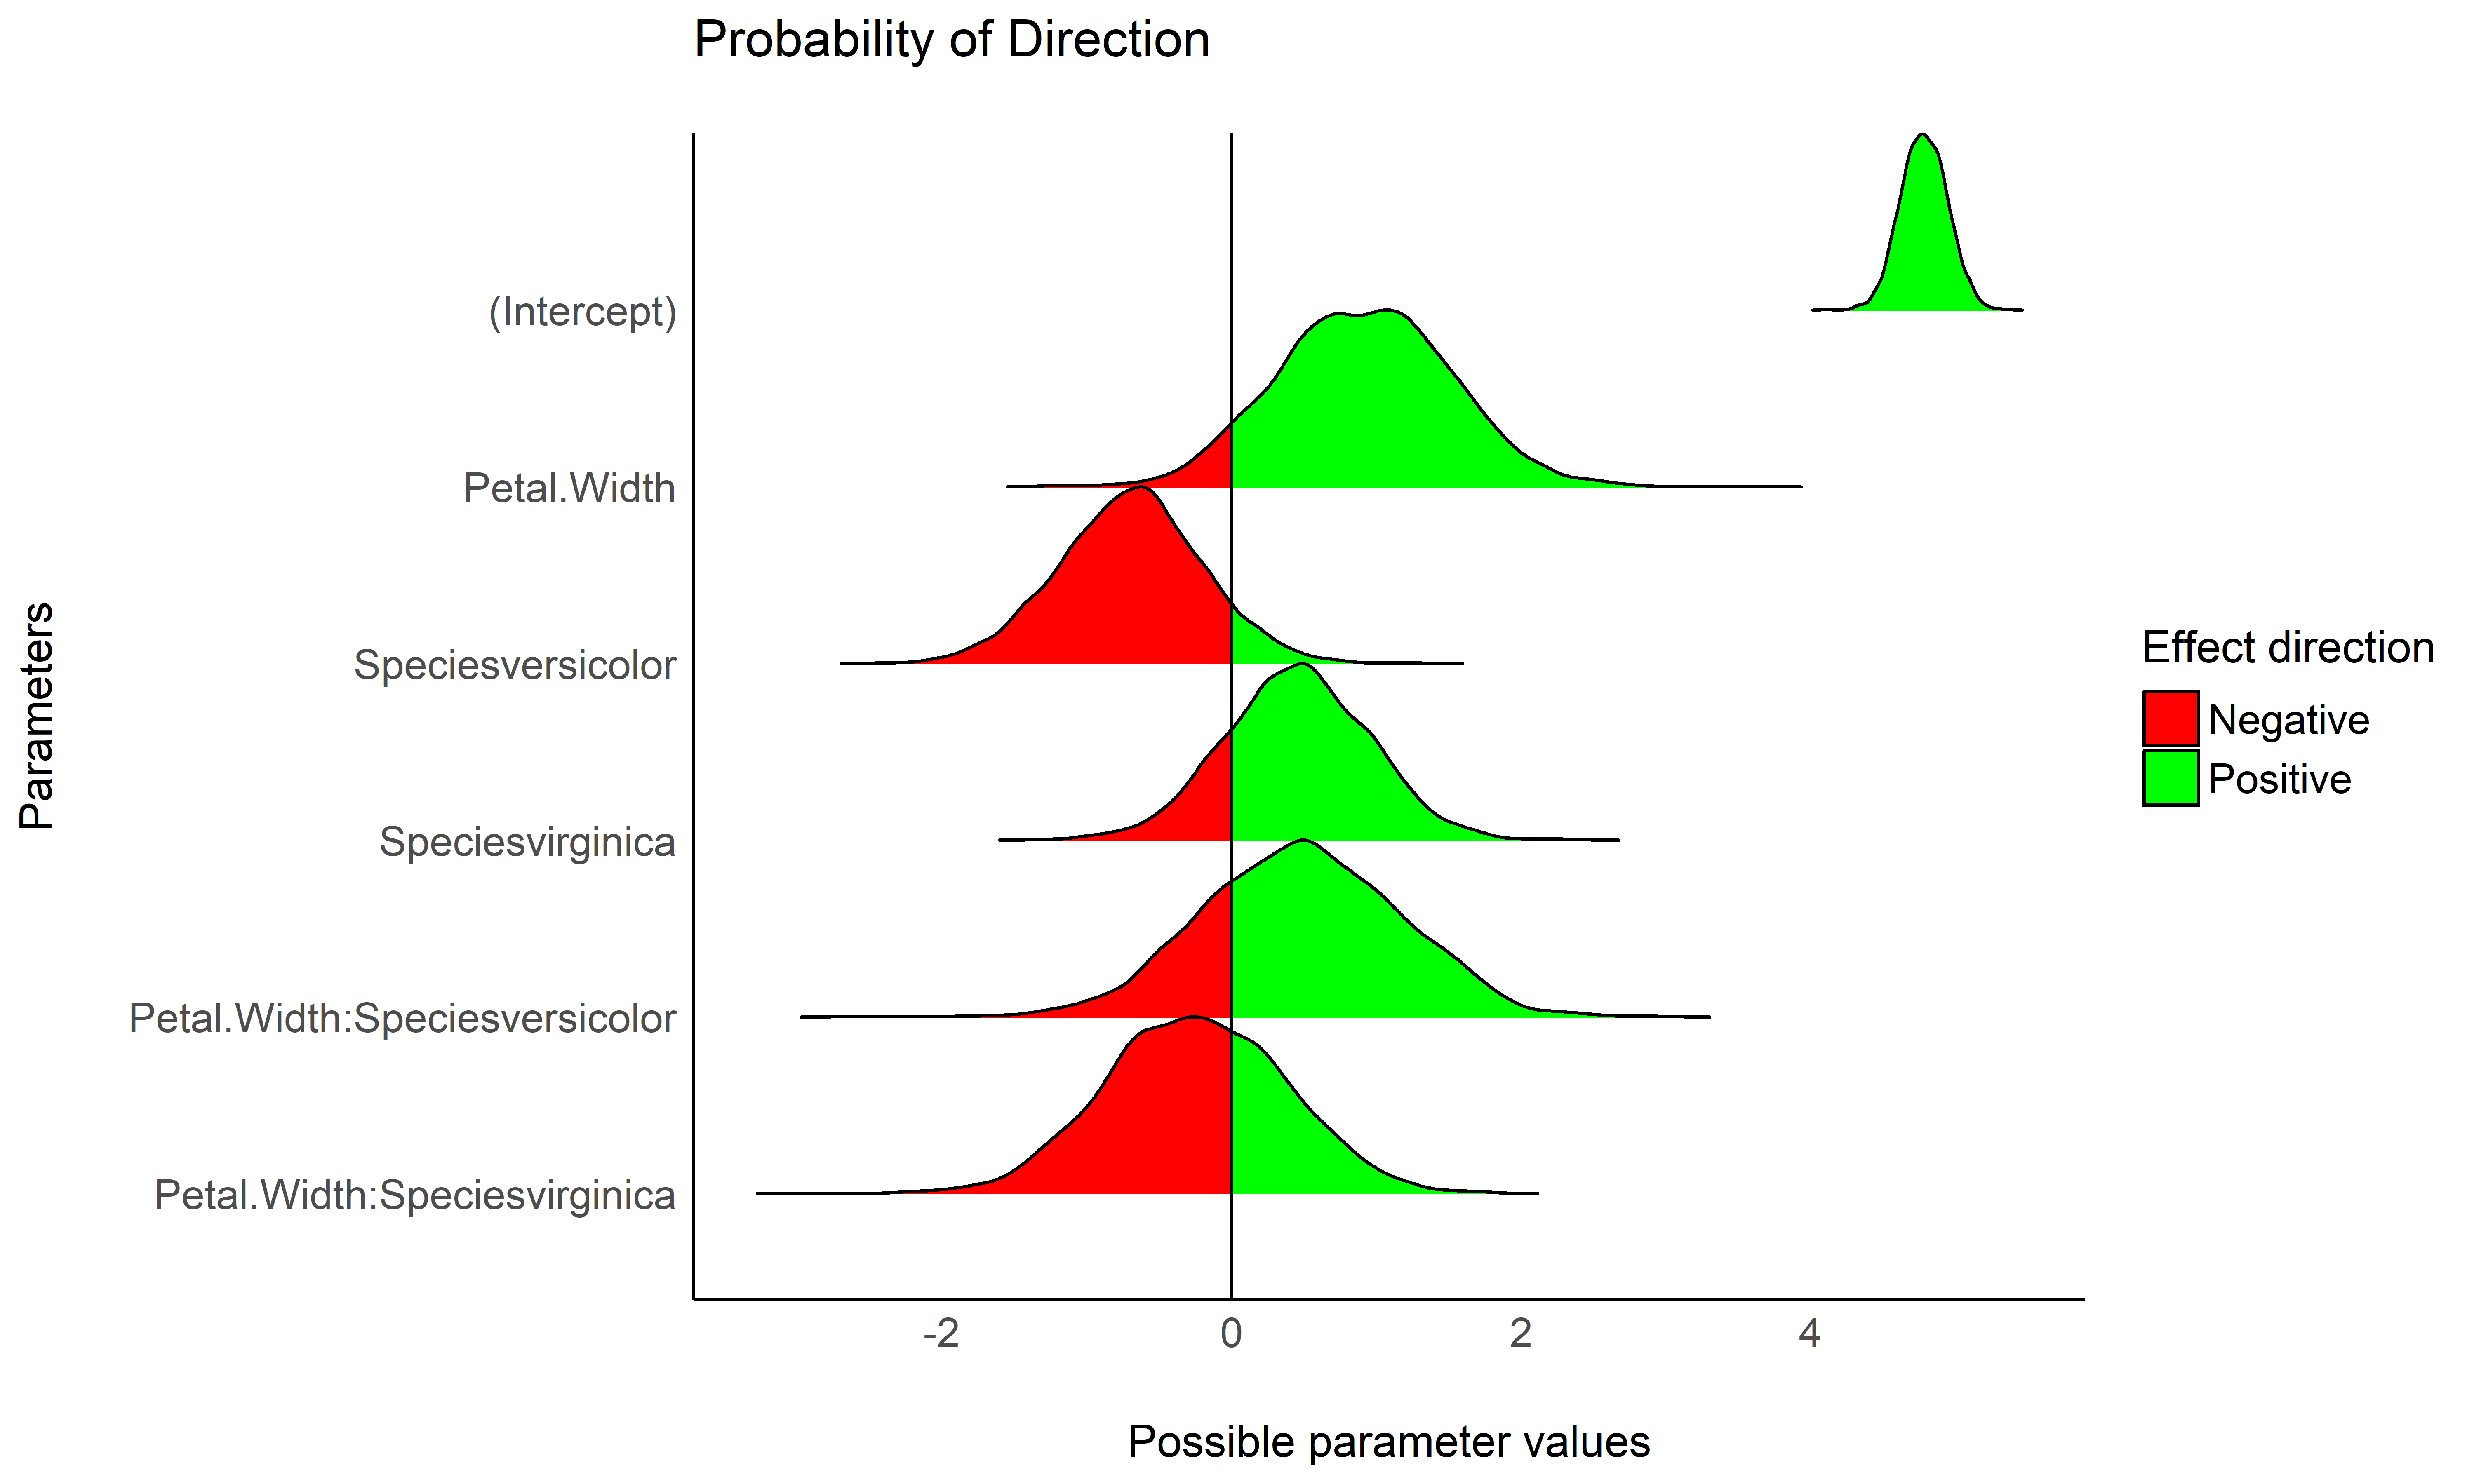 Probability of Direction
Parameters
(Intercept)
Petal.Width
Speciesversicolor
Speciesvirginica
Petal.Width:Speciesversicolor
Petal.Width:Speciesvirginica
-2 0 2 4
Possible parameter values
Effect direction
Negative
Positive